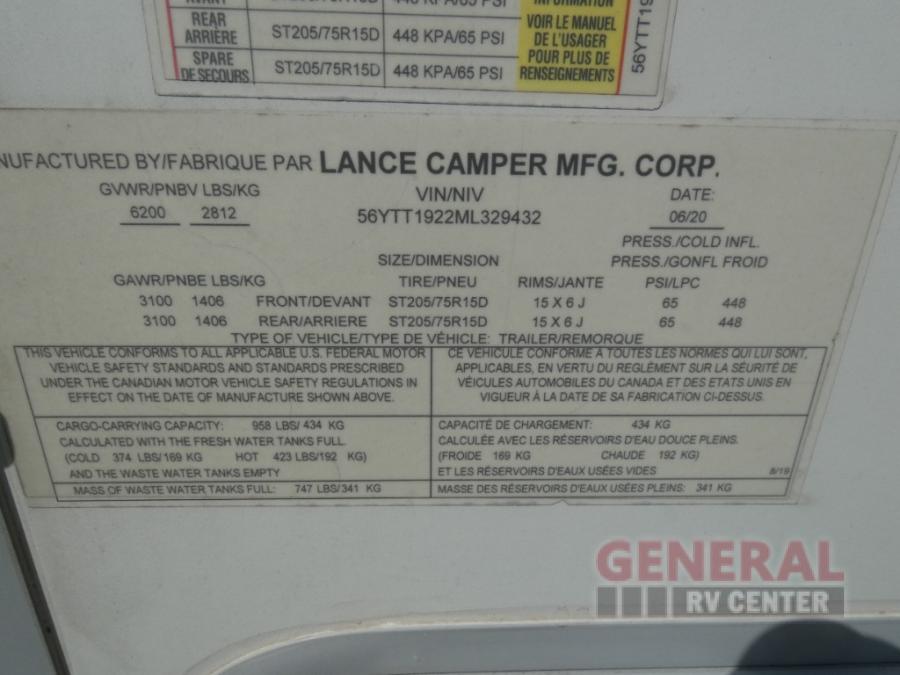 448 KPA/65 PSI
REAR
ARRIÈRE
ST205/75R15D
448 KPA/65 PSI
SPARE
DE SECOURS
ST205/75R15D
448 KPA/65 PSI
VOIR LE MANUEL
DE L'USAGER
POUR PLUS DE
RENSEIGNEMENTS
56YTT19
NUFACTURED BY/FABRIQUE PAR LANCE CAMPER MFG. CORP.
GVWR/PNBV LBS/KG VIN/NIV DATE:
6200 2812 56YTT1922ML329432 06/20
PRESS./COLD INFL.
SIZE/DIMENSION PRESS./GONFL FROID
GAWR/PNBE LBS/KG TIRE/PNEU RIMS/JANTE PSI/LPC
3100 1406 FRONT/DEVANT ST205/75R15D 15 X 6 J 65 448
3100 1406 REAR/ARRIERE ST205/75R15D 15 X 6 J 65 448
TYPE OF VEHICLE/TYPE DE VÉHICLE: TRAILER/REMORQUE
THIS VEHICLE CONFORMS TO ALL APPLICABLE U.S. FEDERAL MOTOR
VEHICLE SAFETY STANDARDS AND STANDARDS PRESCRIBED
UNDER THE CANADIAN MOTOR VEHICLE SAFETY REGULATIONS IN
EFFECT ON THE DATE OF MANUFACTURE SHOWN ABOVE.
CE VEHICULE CONFORME A TOUTES LES NORMES QUI LUI SONT,
APPLICABLES, EN VERTU DU REGLEMENT SUR LA SÉURITÉ DE
VÉICULES AUTOMOBILES DU CANADA ET DES ETATS UNIS EN
VIGUEUR À LA DATE DE SA FABRICATION CI-DESSUS.
CARGO-CARRYING CAPACITY: 958 LBS/ 434 KG
CALCULATED WITH THE FRESH WATER TANKS FULL.
(COLD 374 LBS/169 KG HOT 423 LBS/192 KG)
AND THE WASTE WATER TANKS EMPTY
MASS OF WASTE WATER TANKS FULL: 747 LBS/341 KG
CAPACITÉ DE CHARGEMENT: 434 KG
CALCULÉE AVEC LES RÉSERVOIRS D'EAU DOUCE PLEINS.
(FROIDE 169 KG CHAUDE 192 KG)
ET LES RÉSERVOIRS D'EAUX USÉES VIDES 8/19
MASSE DES RÉSERVOIRS D'EAUX USÉES PLEINS: 341 KG
GENERAL
RV CENTER